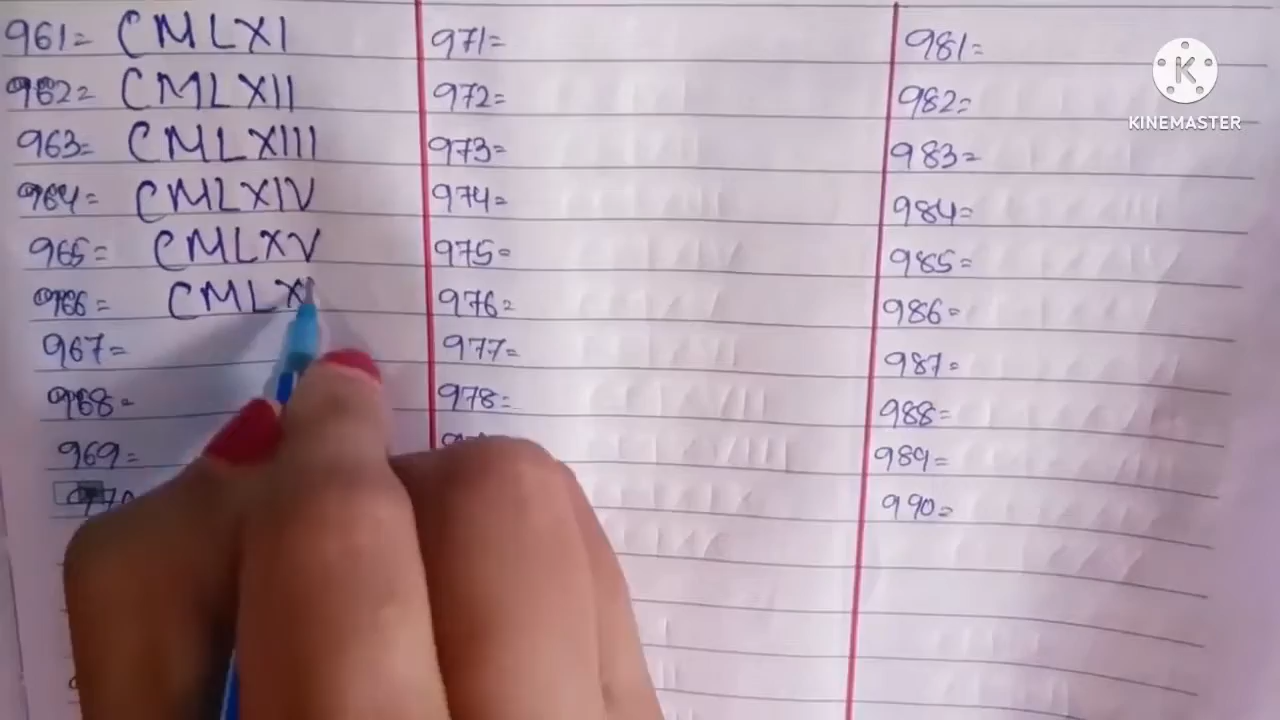 961= CMLXI
962= CMLXII
963= CMLXIII
964= CMLXIV
965= CMLXV
966= CMLX
967=
968=
969=
970
971=
972=
973=
974=
975=
976=
977=
978=
981=
982=
983=
984=
985=
986=
987=
988=
989=
990=
K
KINEMASTER